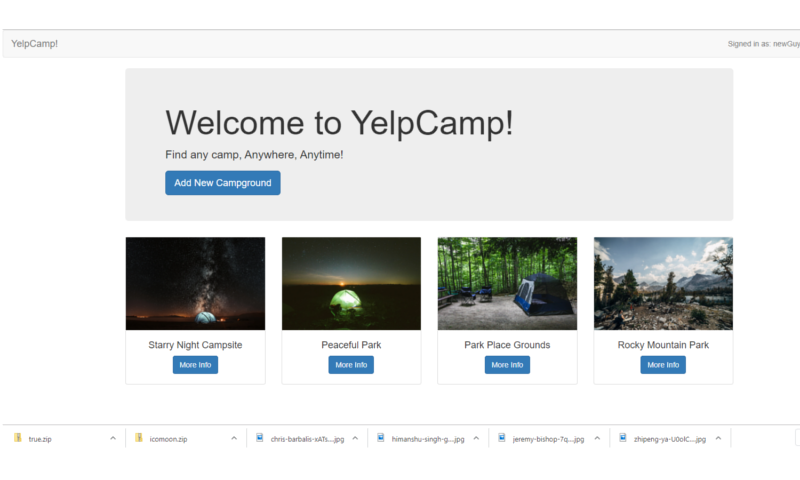 YelpCamp!
Signed in as: newGuy
Welcome to YelpCamp!
Find any camp, Anywhere, Anytime!
Add New Campground
Starry Night Campsite
Peaceful Park
Park Place Grounds
Rocky Mountain Park
More Info
More Info
More Info
More Info
true.zip
icomoon.zip
chris-barbalis-xATs....jpg
himanshu-singh-g....jpg
jeremy-bishop-7q....jpg
zhipeng-ya-U0oIC....jpg